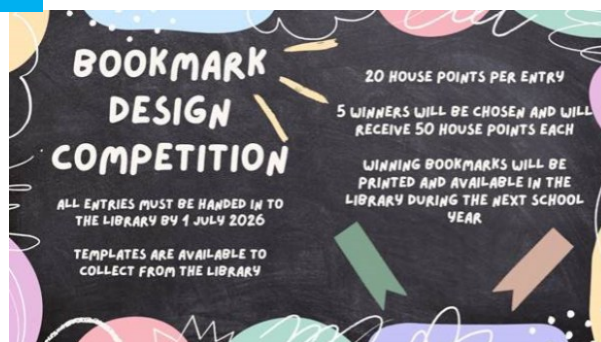 BOOKMARK
DESIGN
COMPETITION
ALL ENTRIES MUST BE HANDED IN TO
THE LIBRARY BY 1 JULY 2026
TEMPLATES ARE AVAILABLE TO
COLLECT FROM THE LIBRARY
20 HOUSE POINTS PER ENTRY
5 WINNERS WILL BE CHOSEN AND WILL
RECEIVE 50 HOUSE POINTS EACH
WINNING BOOKMARKS WILL BE
PRINTED AND AVAILABLE IN THE
LIBRARY DURING THE NEXT SCHOOL
YEAR